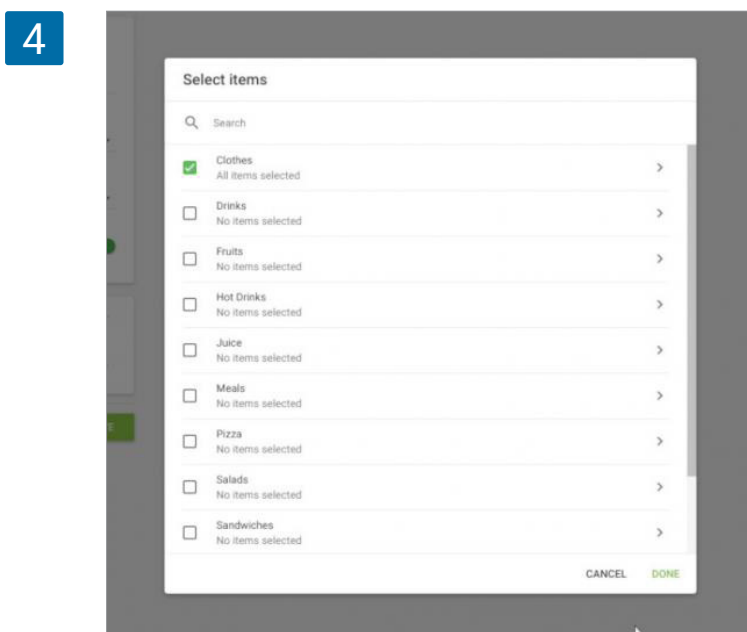 4
Select items
Search
Clothes
All items selected
Drinks
No items selected
Fruits
No items selected
Hot Drinks
No items selected
Juice
No items selected
Meals
No items selected
Pizza
No items selected
Salads
No items selected
Sandwiches
No items selected
CANCEL DONE